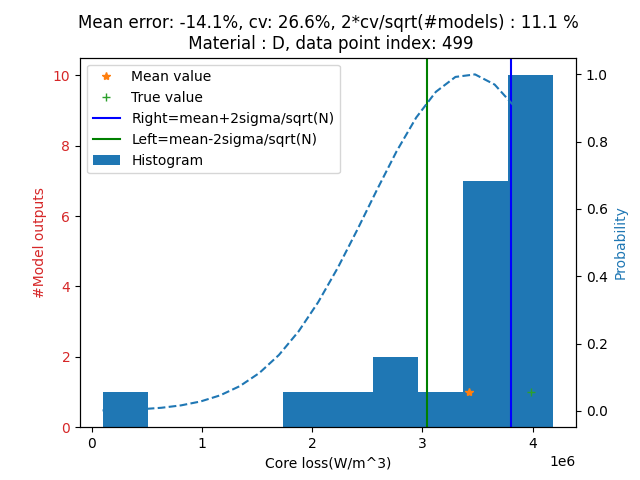 Mean error: -14.1%, cv: 26.6%, 2*cv/sqrt(#models) : 11.1 %
Material : D, data point index: 499
Mean value
True value
Right=mean+2sigma/sqrt(N)
Left=mean-2sigma/sqrt(N)
Histogram
#Model outputs
10
8
6
4
2
0
Probability
1.0
0.8
0.6
0.4
0.2
0.0
0
1
2
3
4
1e6
Core loss(W/m^3)